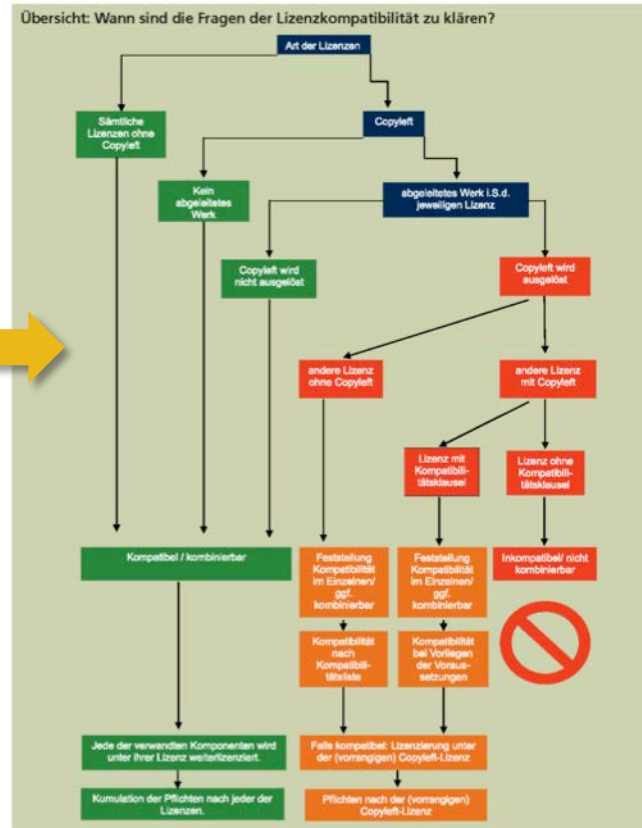 Übersicht: Wann sind die Fragen der Lizenzkompatibilität zu klären?
Art der Lizenzen
Sämtliche
Lizenzen ohne
Copyleft
Copyleft
Kein
abgeleitetes
Werk
abgeleitetes Werk i.S.d.
jeweiligen Lizenz
Copyleft wird
nicht ausgelöst
Copyleft wird
ausgelöst
andere Lizenz
ohne Copyleft
andere Lizenz
mit Copyleft
Lizenz mit
Kompatibili-
tätsklausel
Lizenz ohne
Kompatibili-
tätsklausel
Kompatibel / kombinierbar
Feststellung
Kompatibilität
im Einzelnen/
ggf.
kombinierbar
Feststellung
Kompatibilität
im Einzelnen/
ggf.
kombinierbar
Inkompatibel/ nicht
kombinierbar
Kompatibilität
nach
Kompatibili-
tätsliste
Kompatibilität
bei Vorliegen
der Voraus-
setzungen
Jede der verwandten Komponenten wird
unter ihrer Lizenz weiterlizenziert.
Falls kompatibel: Lizenzierung unter
der (vorrangigen) Copyleft-Lizenz
Kumulation der Pflichten nach jeder der
Lizenzen.
Pflichten nach der (vorrangigen)
Copyleft-Lizenz